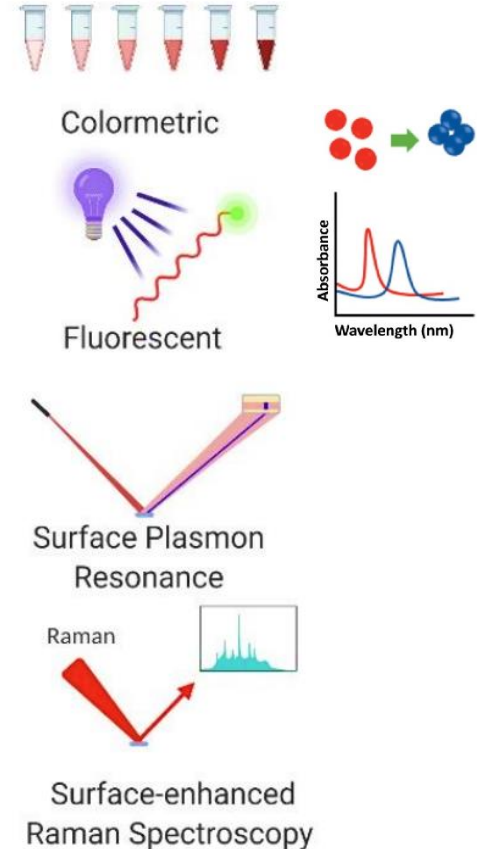 Colormetric
Fluorescent
Absorbance
Wavelength (nm)
Surface Plasmon
Resonance
Raman
Surface-enhanced
Raman Spectroscopy